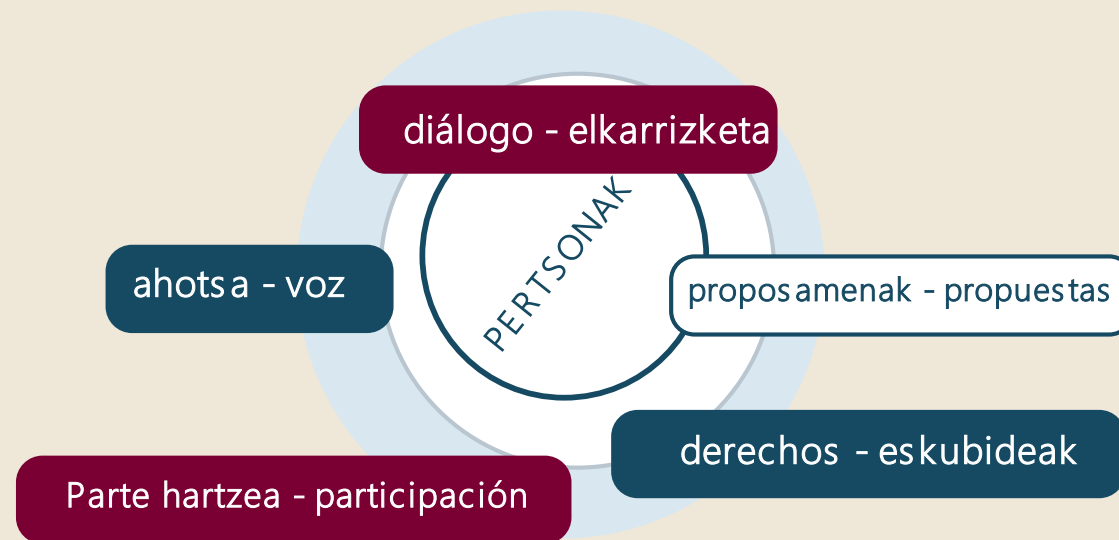 diálogo - elkarrizketa
PERTSONAK
ahotsa - voz
proposamenak - propuestas
derechos - eskubideak
Parte hartzea - participación